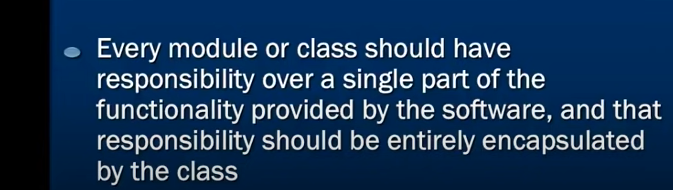 Every module or class should have
responsibility over a single part of the
functionality provided by the software, and that
responsibility should be entirely encapsulated
by the class